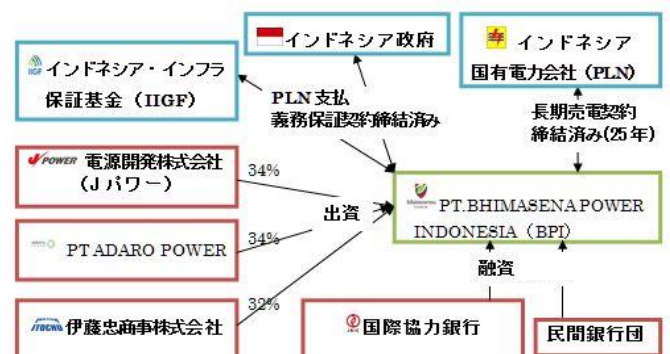 インドネシア政府
インドネシア
国有電力会社（PLN）
IIGF インドネシア・インフラ
保証基金（IIGF）
PLN支払
義務保証契約締結済み
長期売電契約
締結済み(25年)
POWER 電源開発株式会社
（Jパワー）
34%
出資
PT.BHIMASENA POWER
INDONESIA（BPI）
PT ADARO POWER
34%
融資
ITOCHU 伊藤忠商事株式会社
32%
国際協力銀行
民間銀行団